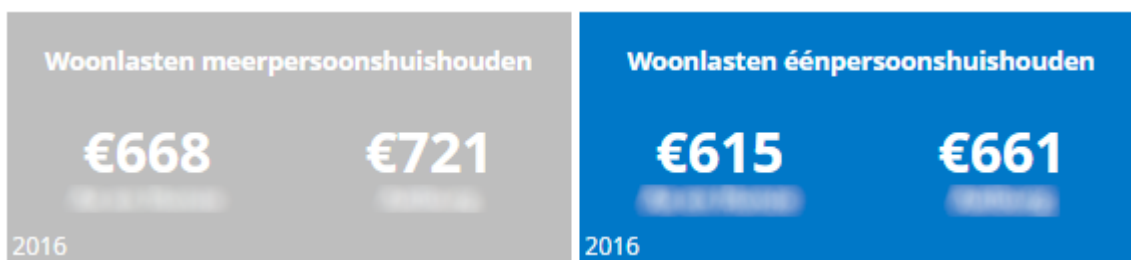 Woonlasten meerpersoonshuishouden
€668 €721
2016
Woonlasten éénpersoonshuishouden
€615 €661
2016